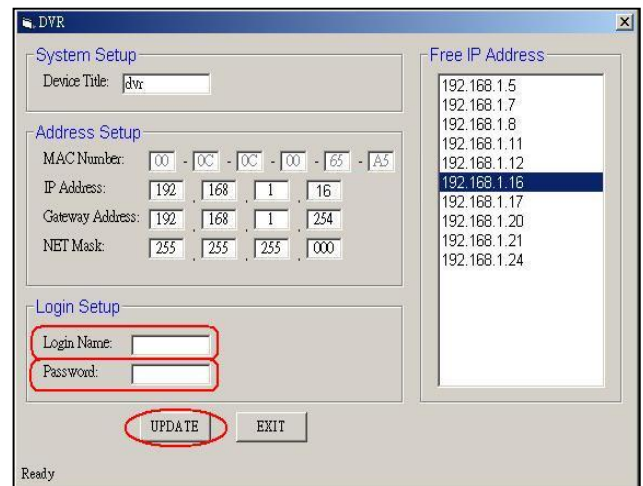 DVR
System Setup
Device Title: dvr
Address Setup
MAC Number: 00 - 0C - 0C - 00 - 65 - A5
IP Address: 192 . 168 . 1 . 16
Gateway Address: 192 . 168 . 1 . 254
NET Mask: 255 . 255 . 255 . 000
Login Setup
Login Name:
Password:
UPDATE EXIT
Ready
Free IP Address
192.168.1.5
192.168.1.7
192.168.1.8
192.168.1.11
192.168.1.12
192.168.1.16
192.168.1.17
192.168.1.20
192.168.1.21
192.168.1.24